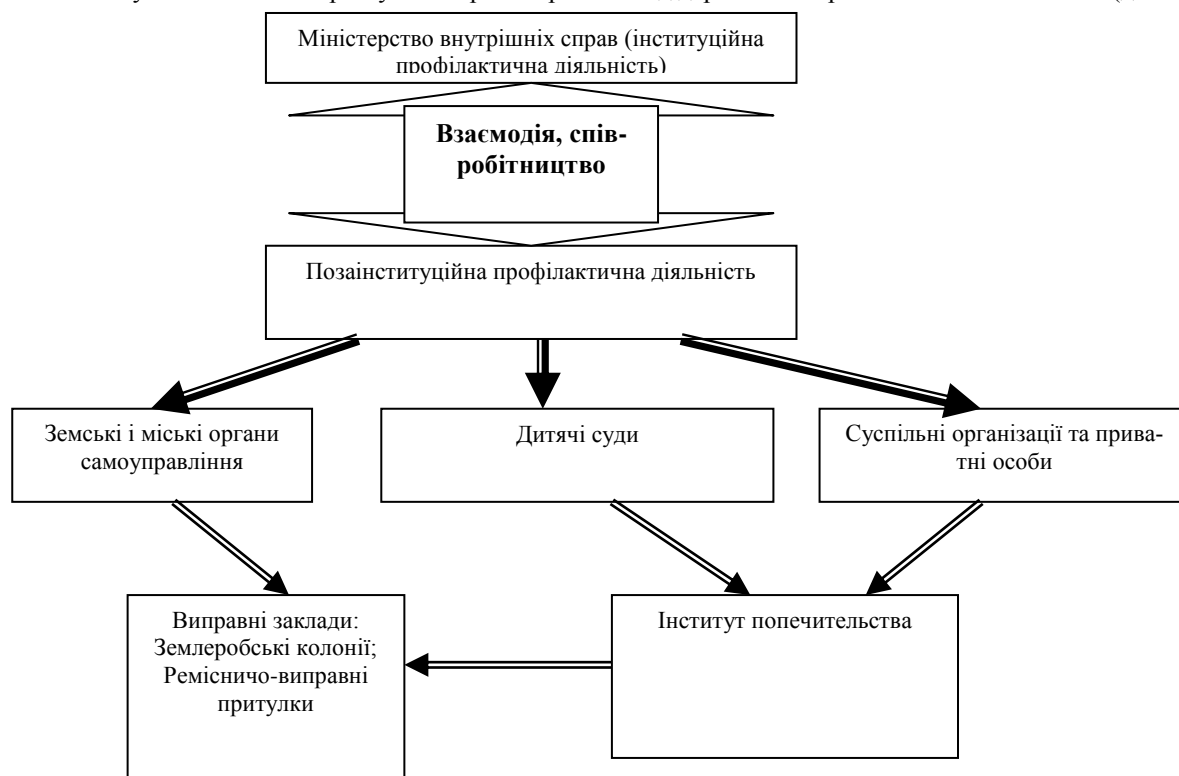 Міністерство внутрішніх справ (інституційна
профілактична діяльність)
Взаємодія, спів-
робітництво
Позаінституційна профілактична діяльність
Земські і міські органи
самоуправління
Дитячі суди
Суспільні організації та прива-
тні особи
Виправні заклади:
Землеробські колонії;
Ремісничо-виправні
притулки
Інститут попечительства